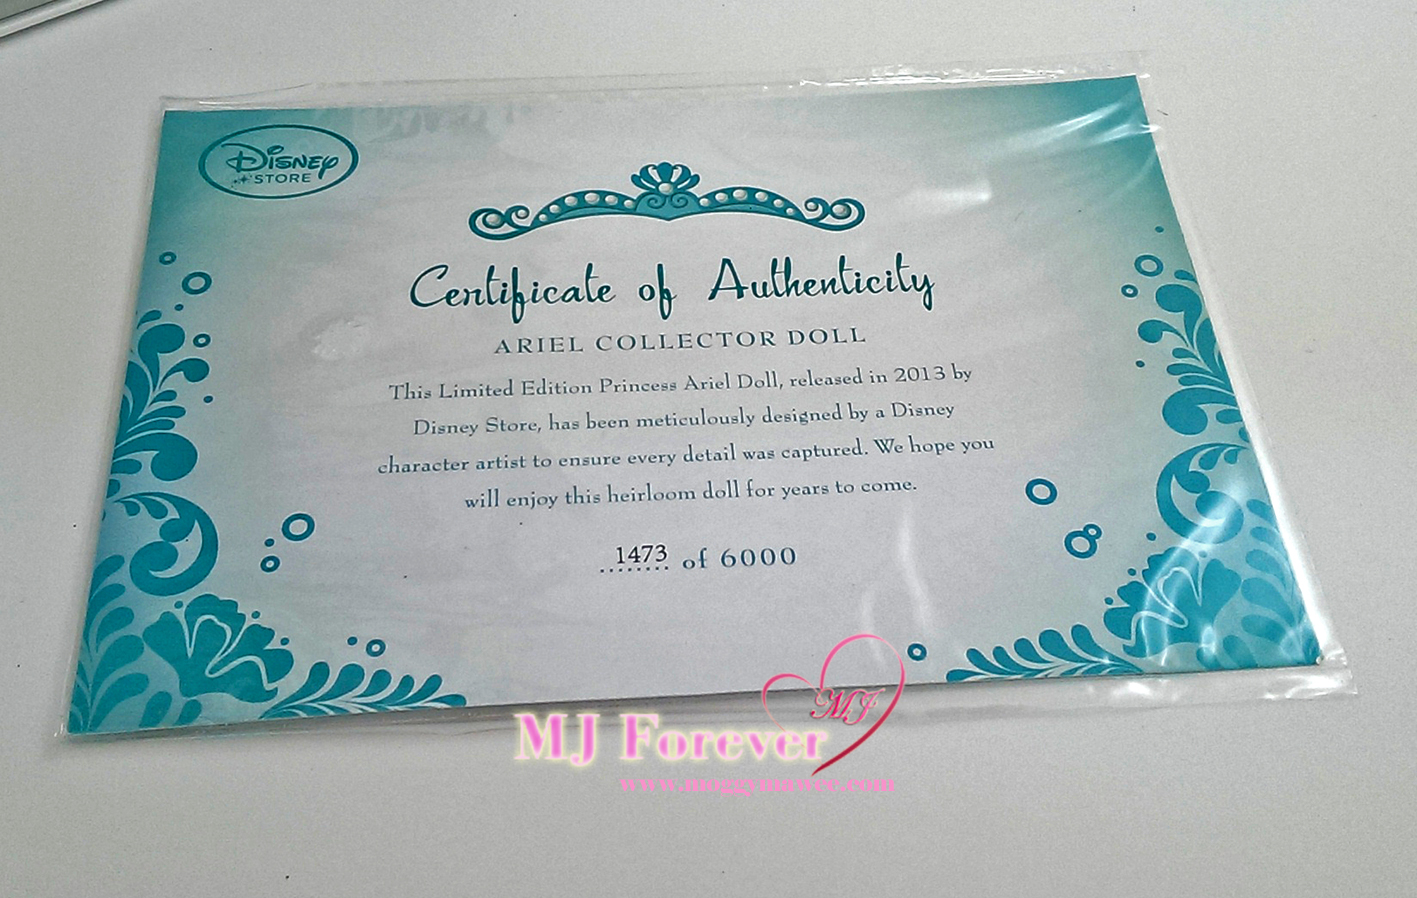 Disney
STORE
Certificate of Authenticity
ARIEL COLLECTOR DOLL
This Limited Edition Princess Ariel Doll, released in 2013 by
Disney Store, has been meticulously designed by a Disney
character artist to ensure every detail was captured. We hope you
will enjoy this heirloom doll for years to come.
1473 of 6000
MJ
MJ Forever
www.moggymawee.com